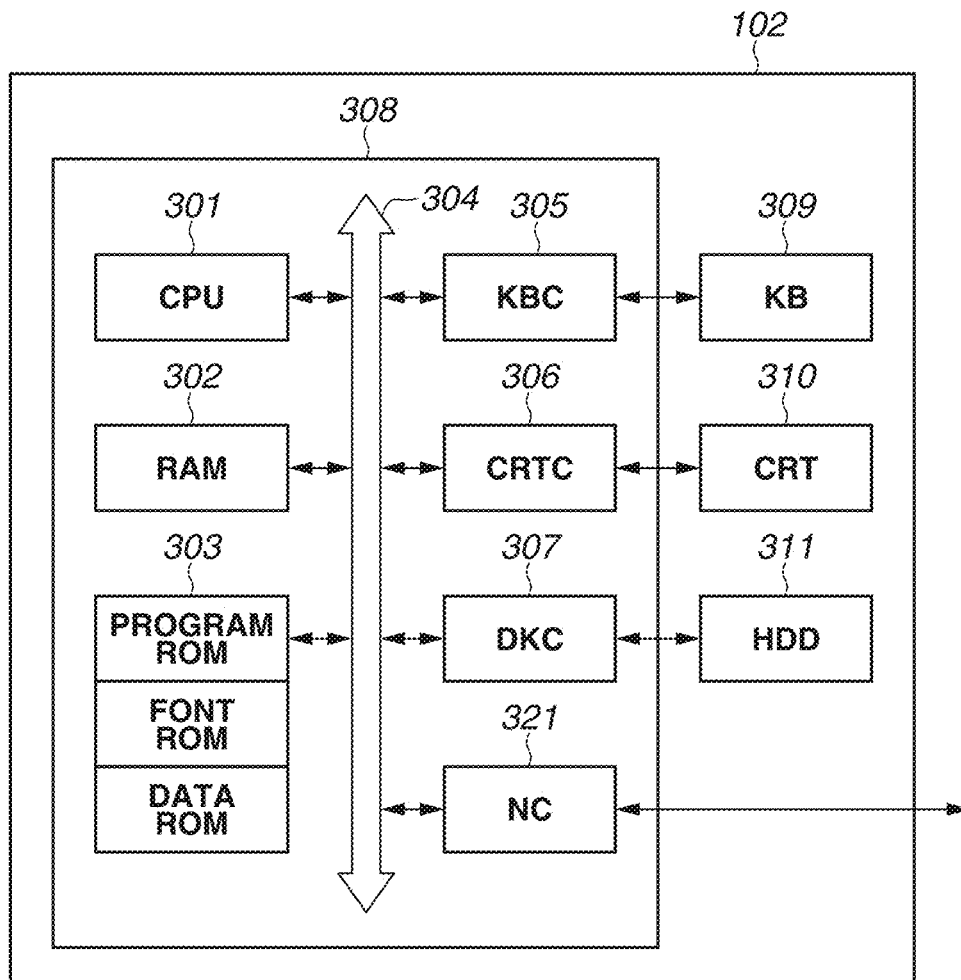 102
308
304
301
305
309
CPU
KBC
KB
302
306
310
RAM
CRTC
CRT
303
307
311
PROGRAM
ROM
DKC
HDD
FONT
ROM
321
DATA
ROM
NC